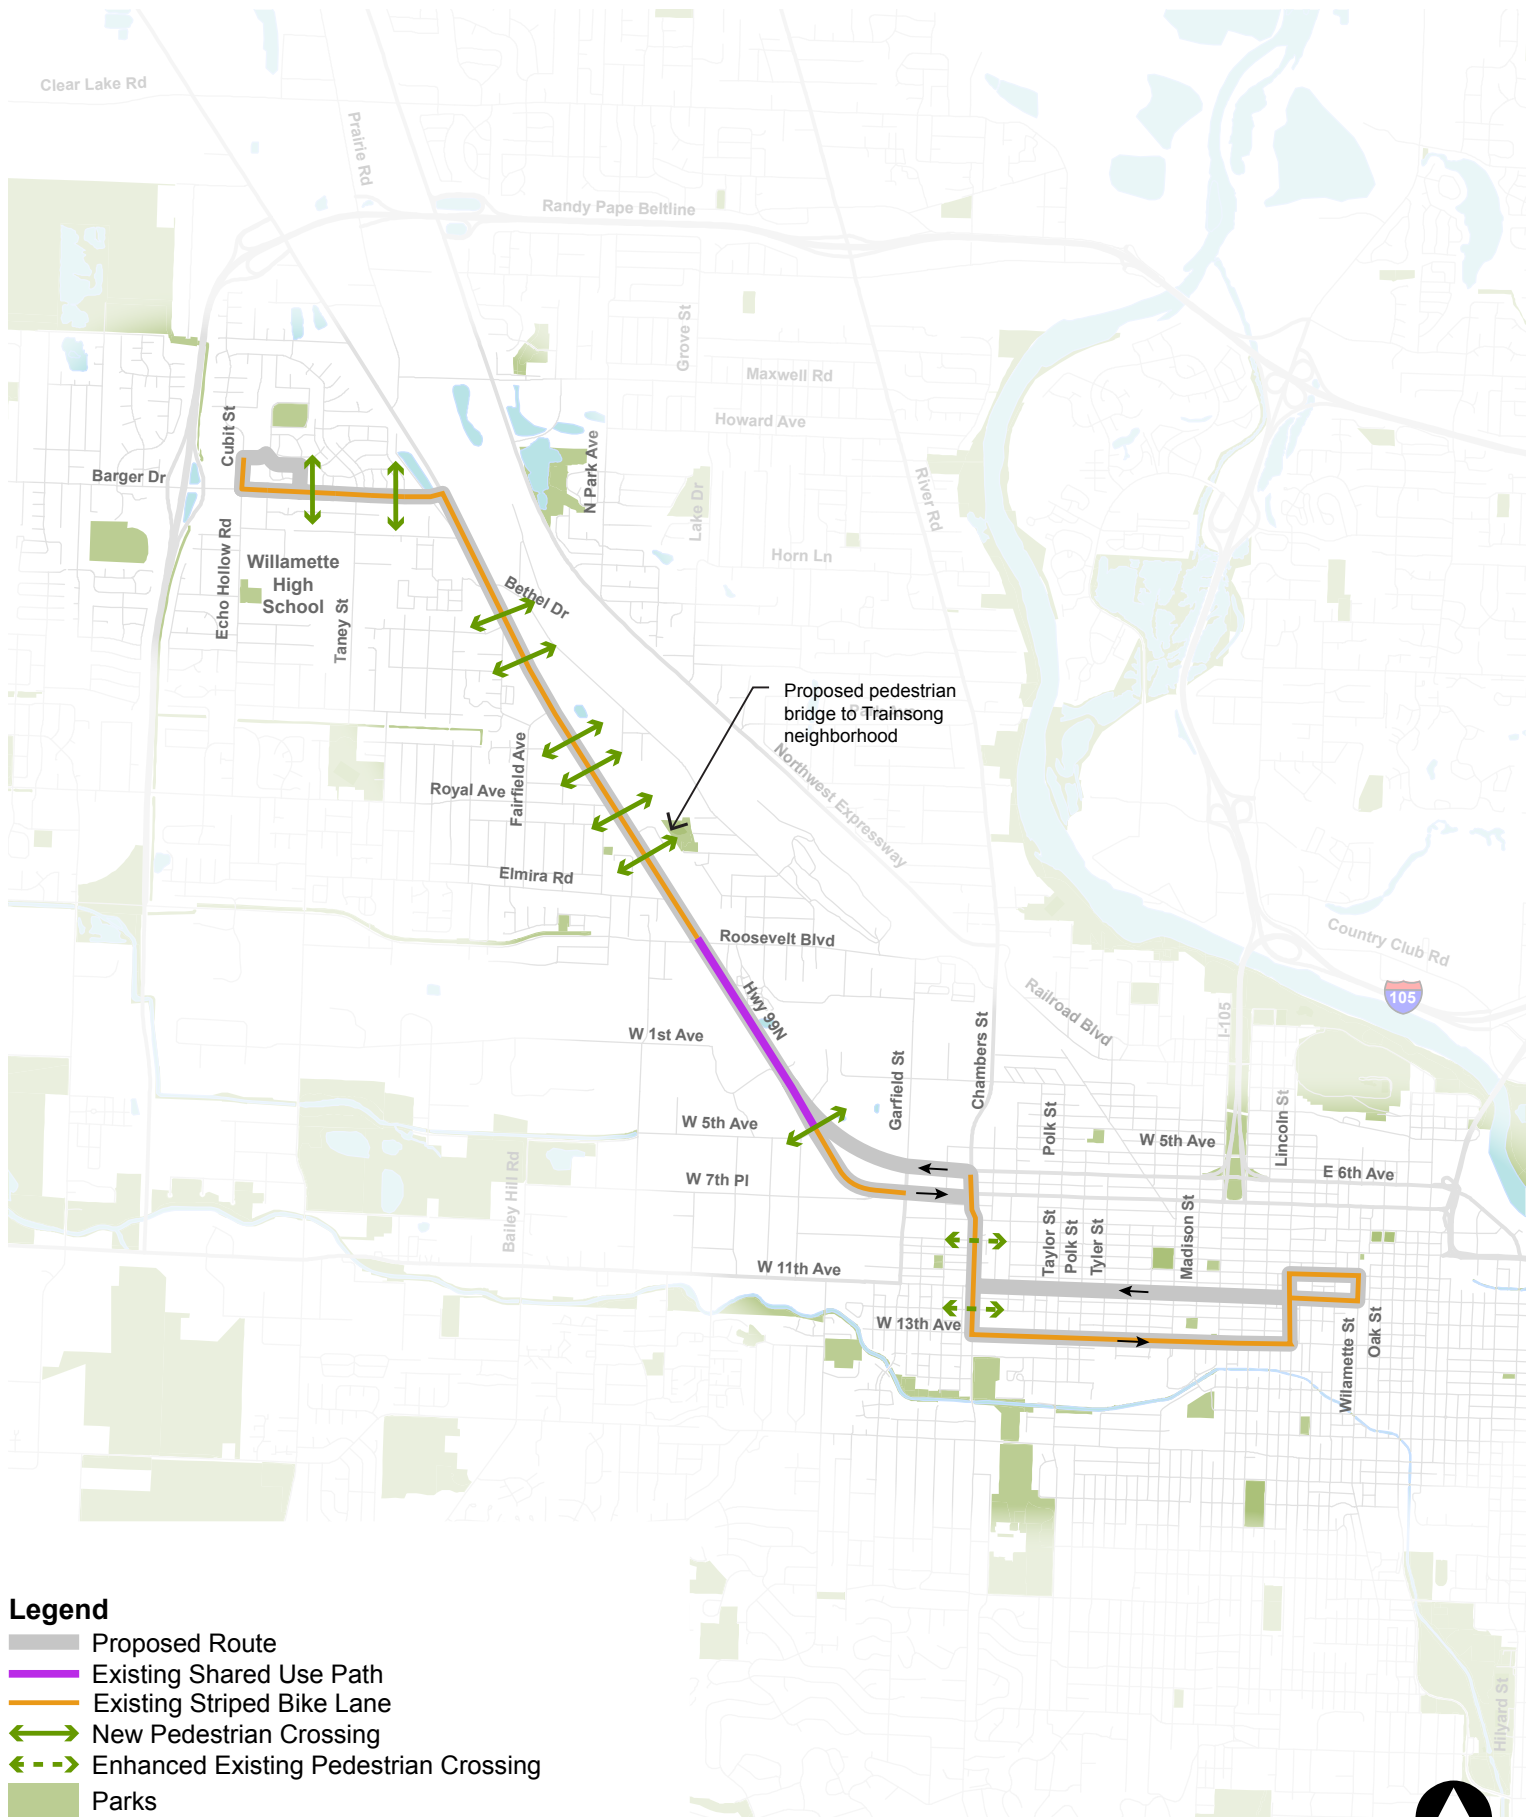 Clear Lake Rd
Prairie Rd
Randy Pape Beltline
Grove St
Maxwell Rd
Howard Ave
Cubit St
Barger Dr
N Park Ave
Lake Dr
River Rd
Horn Ln
Echo Hollow Rd
Willamette
High
School
Taney St
Bethel Dr
Proposed pedestrian
bridge to Trainsong
neighborhood
Northwest Expressway
Fairfield Ave
Royal Ave
Elmira Rd
Roosevelt Blvd
Country Club Rd
105
Hwy 99N
Railroad Blvd
I-105
W 1st Ave
Garfield St
Chambers St
Polk St
Lincoln St
W 5th Ave
W 5th Ave
E 6th Ave
W 7th Pl
Bailey Hill Rd
Taylor St
Polk St
Tyler St
Madison St
W 11th Ave
W 13th Ave
Wilamette St
Oak St
Hilyard St
Legend
Proposed Route
Existing Shared Use Path
Existing Striped Bike Lane
New Pedestrian Crossing
Enhanced Existing Pedestrian Crossing
Parks